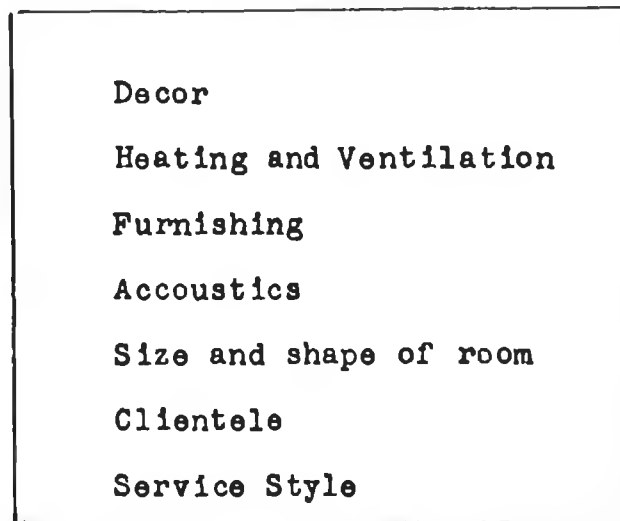 Decor
Heating and Ventilation
Furnishing
Accoustics
Size and shape of room
Clientele
Service Style